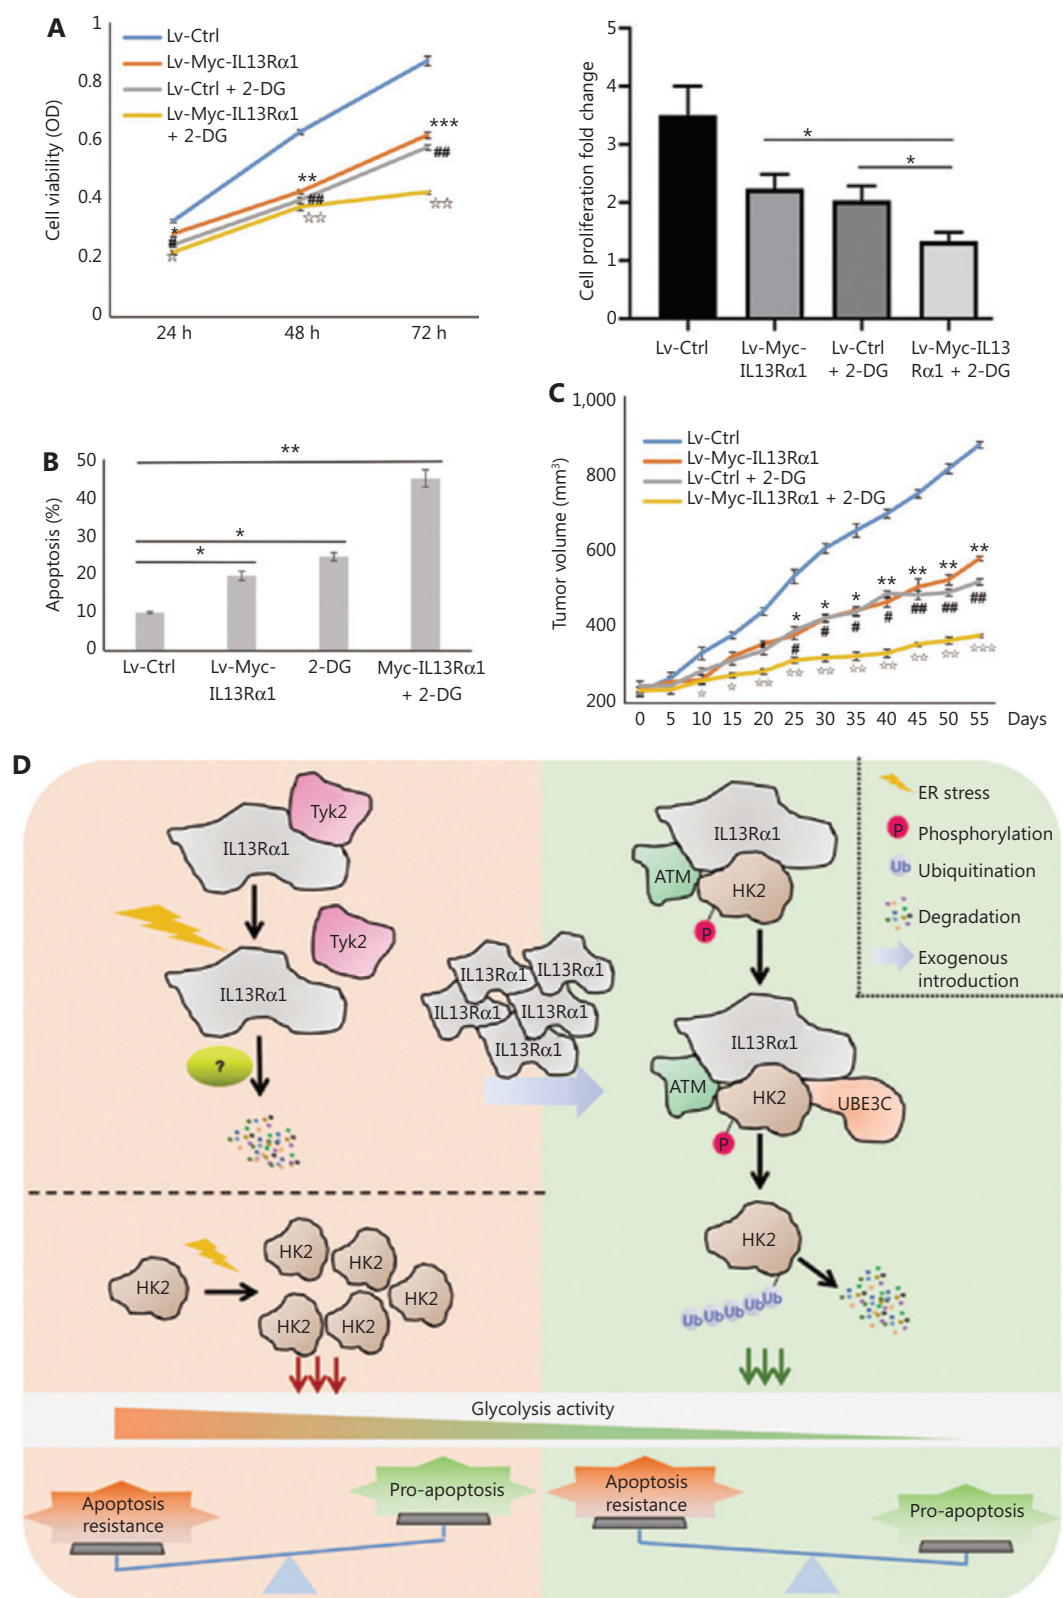 A
1
0.8
0.6
0.4
0.2
0
Cell viability (OD)
Lv-Ctrl
Lv-Myc-IL13Rα1
Lv-Ctrl + 2-DG
Lv-Myc-IL13Rα1
+ 2-DG
*
#
☆
**
##
☆☆
***
##
☆☆
24 h
48 h
72 h
5
4
3
2
1
0
Cell proliferation fold change
*
*
Lv-Ctrl
Lv-Myc-
IL13Rα1
Lv-Ctrl
+ 2-DG
Lv-Myc-IL13
Rα1 + 2-DG
B
50
40
30
20
10
0
Apoptosis (%)
**
*
*
Lv-Ctrl
Lv-Myc-
IL13Rα1
2-DG
Myc-IL13Rα1
+ 2-DG
C
1,000
800
600
400
200
Tumor volume (mm³)
Lv-Ctrl
Lv-Myc-IL13Rα1
Lv-Ctrl + 2-DG
Lv-Myc-IL13Rα1 + 2-DG
* * * ** ** ** **
# # # # ## ## ##
☆ ☆ ☆☆ ☆☆ ☆☆ ☆☆ ☆☆ ☆☆ ☆☆ ☆☆☆
0 5 10 15 20 25 30 35 40 45 50 55 Days
D
Tyk2
IL13Rα1
Tyk2
IL13Rα1
?
IL13Rα1
IL13Rα1
IL13Rα1
IL13Rα1
IL13Rα1
HK2
HK2
HK2
HK2
HK2
HK2
IL13Rα1
ATM
HK2
P
IL13Rα1
ATM
HK2
UBE3C
P
HK2
Ub Ub Ub Ub Ub
ER stress
P Phosphorylation
Ub Ubiquitination
Degradation
Exogenous
introduction
Glycolysis activity
Apoptosis
resistance
Pro-apoptosis
Apoptosis
resistance
Pro-apoptosis